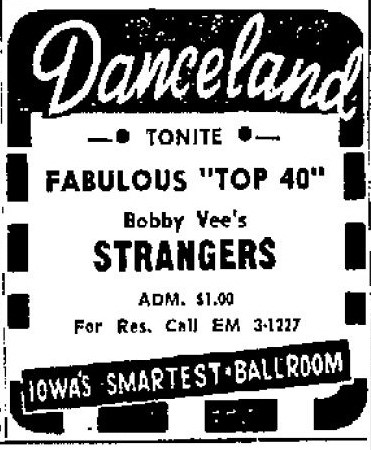 Danceland
TONITE
FABULOUS "TOP 40"
Bobby Vee's
STRANGERS
ADM. $1.00
For Res. Call EM 3-1227
IOWA'S SMARTEST•BALLROOM